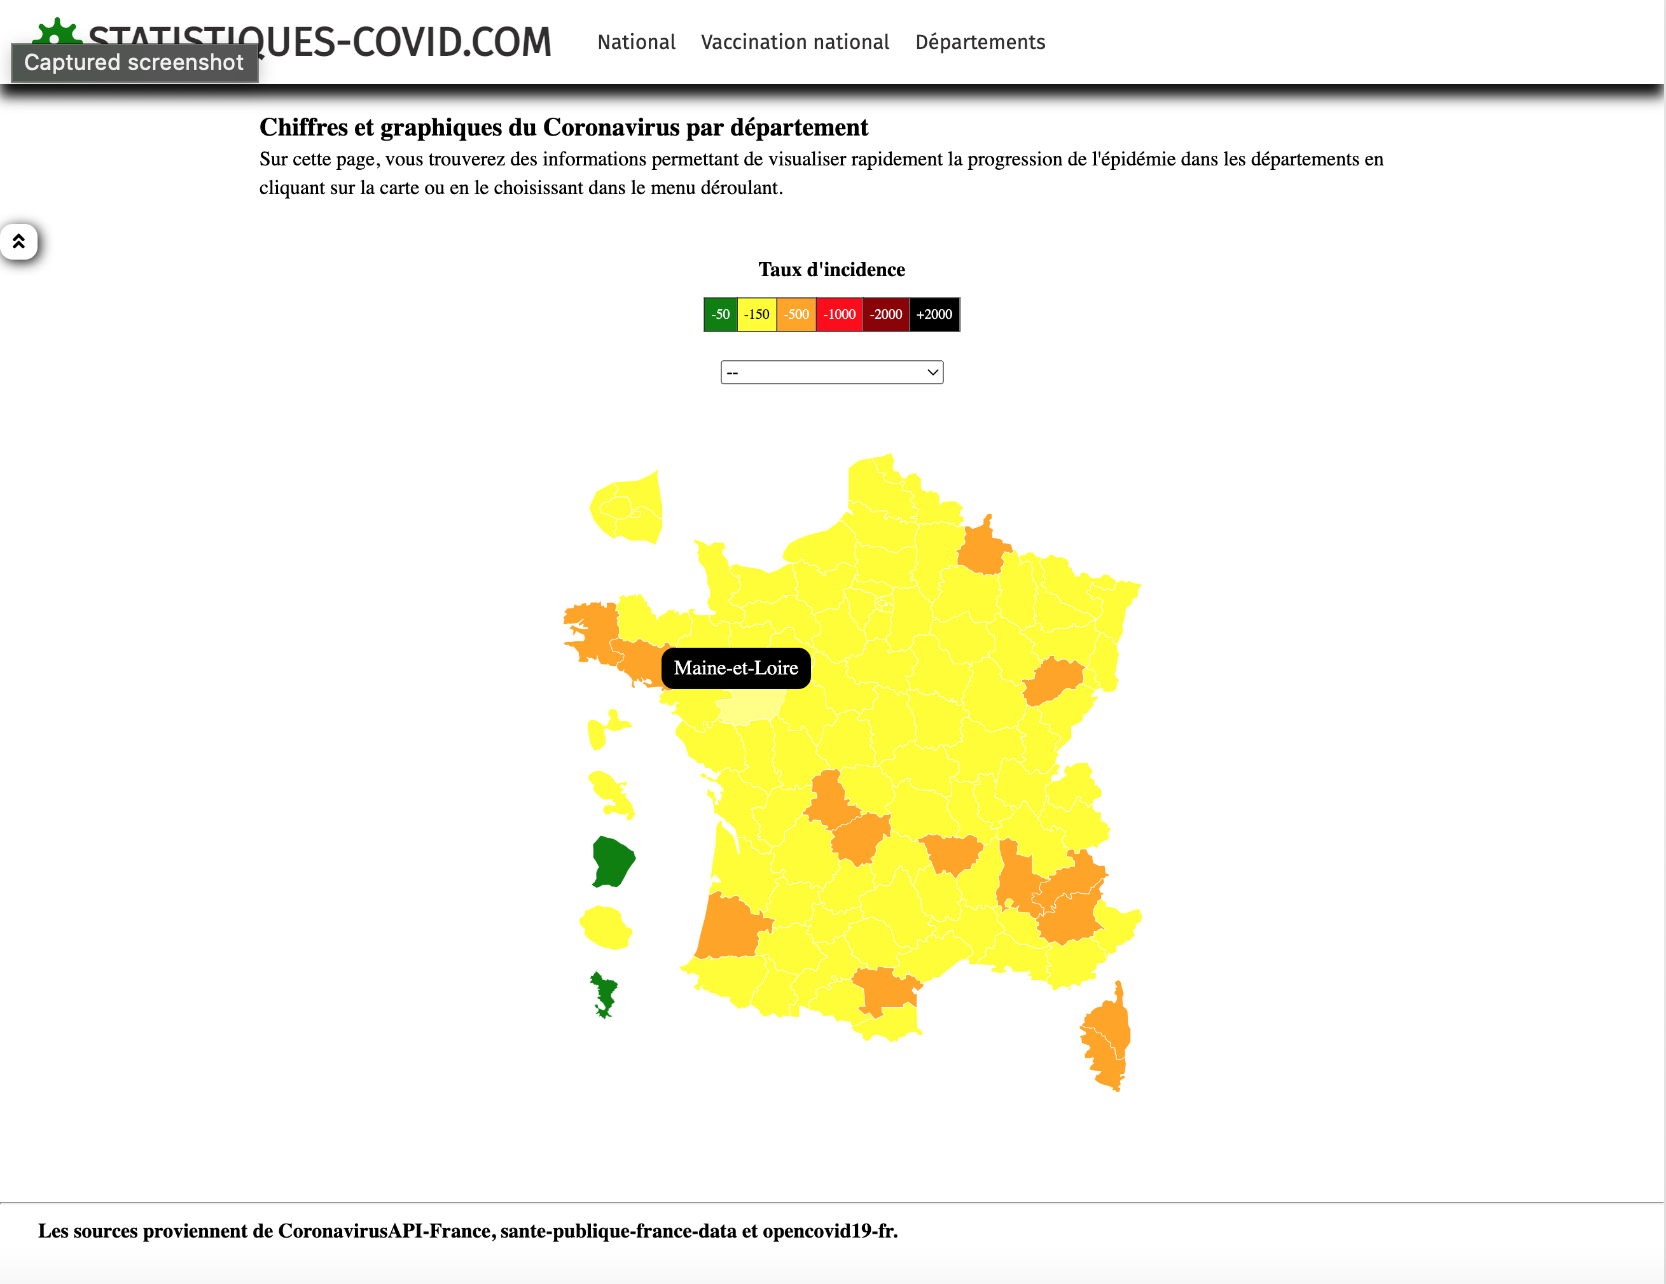 STATISTIQUES-COVID.COM
National Vaccination national Départements
Captured screenshot
Chiffres et graphiques du Coronavirus par département
Sur cette page, vous trouverez des informations permettant de visualiser rapidement la progression de l'épidémie dans les départements en
cliquant sur la carte ou en le choisissant dans le menu déroulant.
Taux d'incidence
-50 -150 -500 -1000 -2000 +2000
--
Maine-et-Loire
Les sources proviennent de CoronavirusAPI-France, sante-publique-france-data et opencovid19-fr.